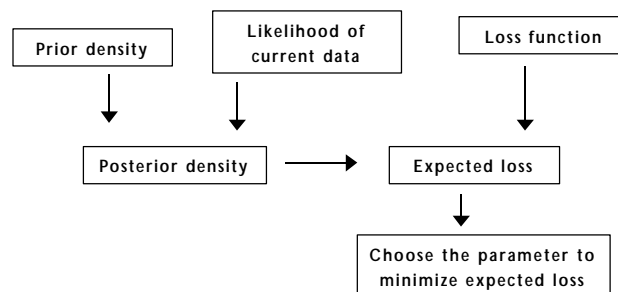 Prior density
Likelihood of
current data
Loss function
Posterior density
Expected loss
Choose the parameter to
minimize expected loss